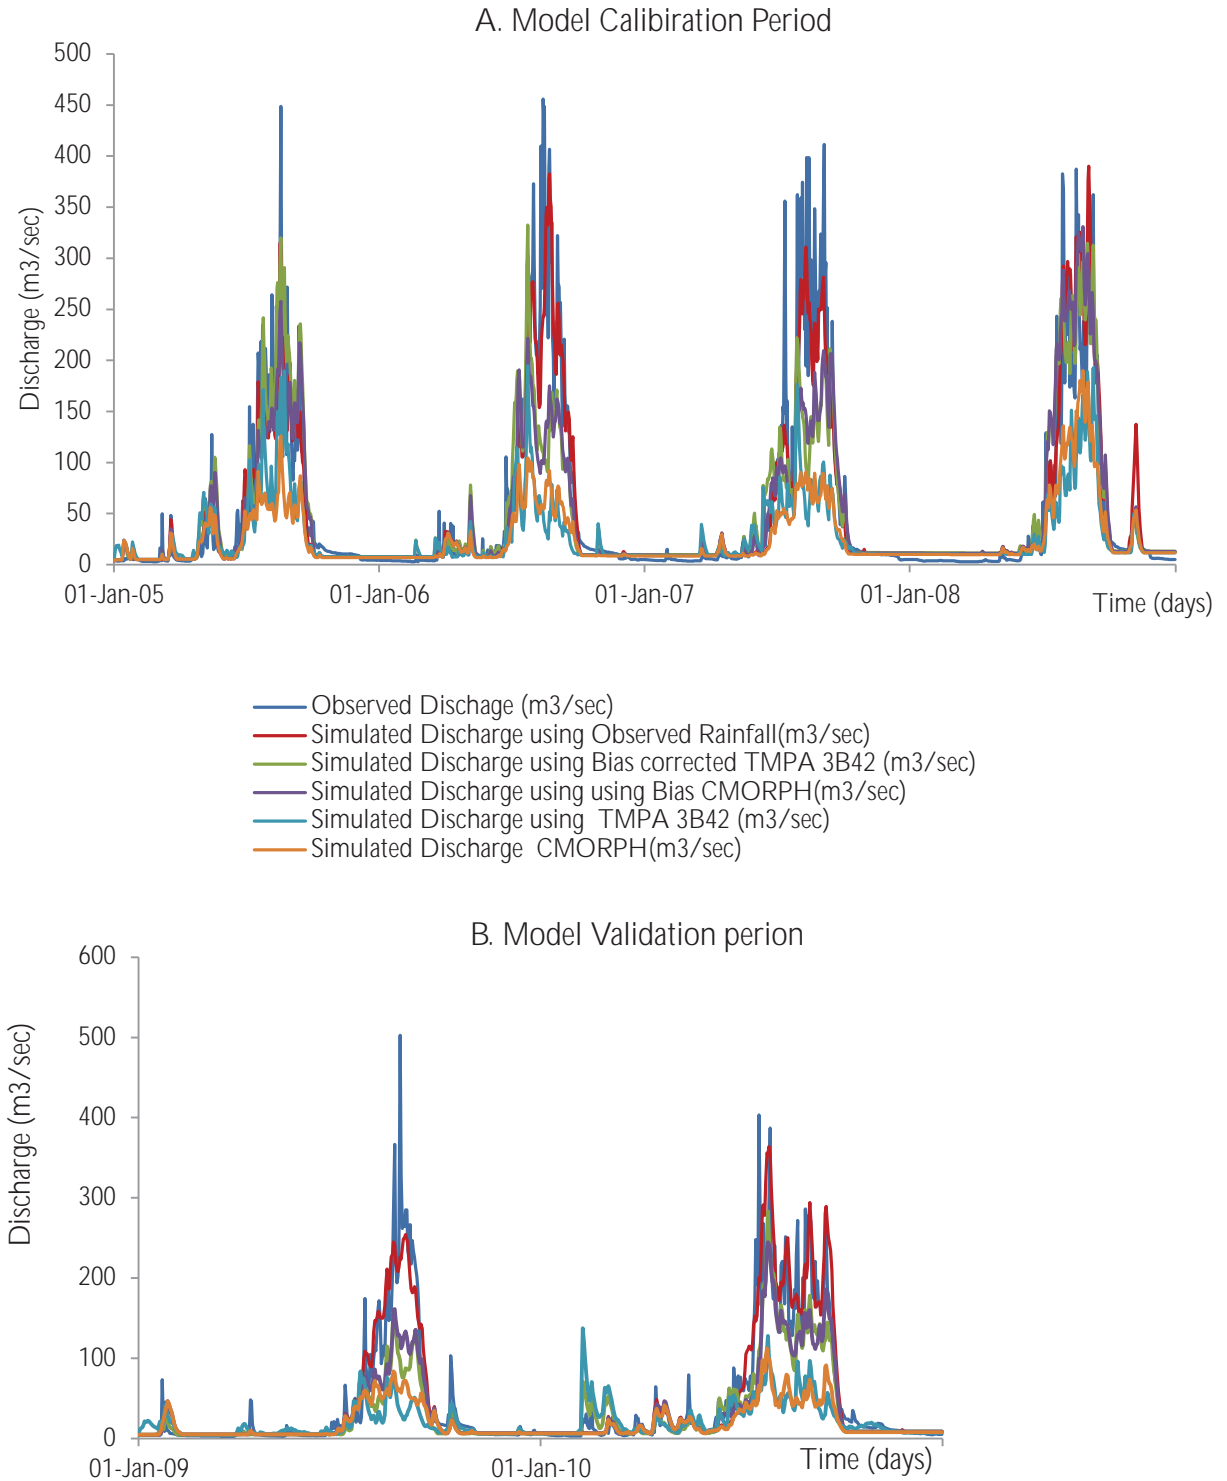 A. Model Calibiration Period
500
450
400
350
300
250
200
150
100
50
0
Discharge (m3/sec)
01-Jan-05
01-Jan-06
01-Jan-07
01-Jan-08
Time (days)
Observed Dischage (m3/sec)
Simulated Discharge using Observed Rainfall(m3/sec)
Simulated Discharge using Bias corrected TMPA 3B42 (m3/sec)
Simulated Discharge using using Bias CMORPH(m3/sec)
Simulated Discharge using TMPA 3B42 (m3/sec)
Simulated Discharge CMORPH(m3/sec)
B. Model Validation perion
600
500
400
300
200
100
0
Discharge (m3/sec)
01-Jan-09
01-Jan-10
Time (days)